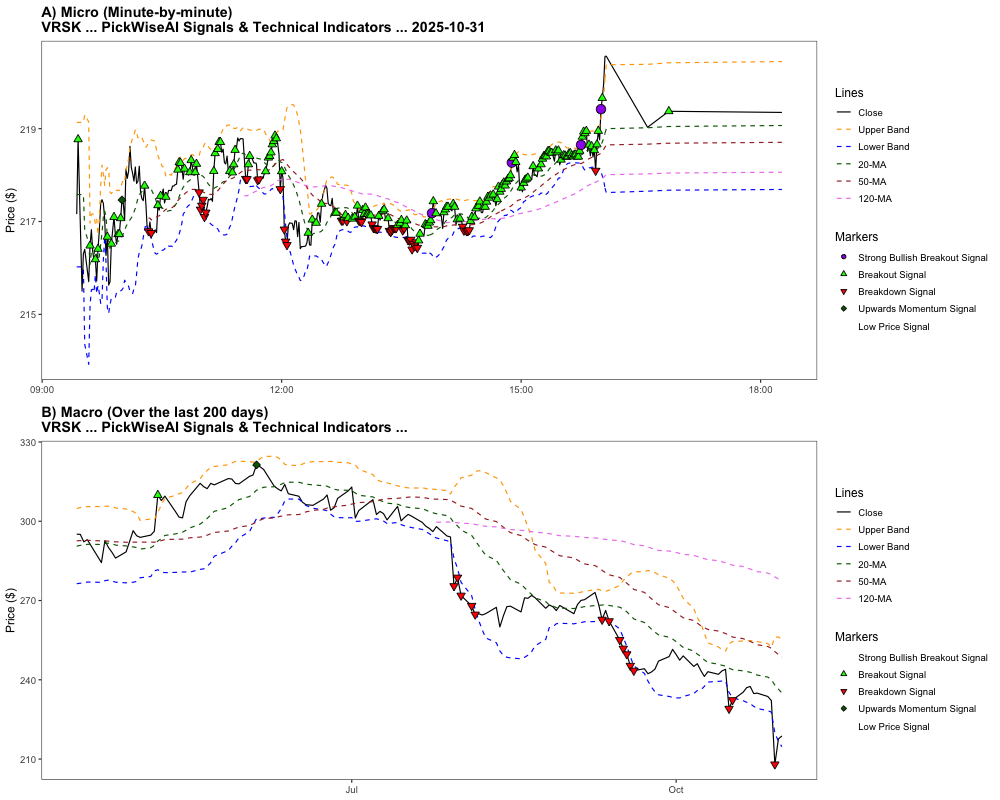 A) Micro (Minute-by-minute)
VRSK ... PickWiseAI Signals & Technical Indicators ... 2025-10-31
Price ($)
219
217
215
09:00
12:00
15:00
18:00
Lines
Close
Upper Band
Lower Band
20-MA
50-MA
120-MA
Markers
Strong Bullish Breakout Signal
Breakout Signal
Breakdown Signal
Upwards Momentum Signal
Low Price Signal
B) Macro (Over the last 200 days)
VRSK ... PickWiseAI Signals & Technical Indicators ...
Price ($)
330
300
270
240
210
Jul
Oct
Lines
Close
Upper Band
Lower Band
20-MA
50-MA
120-MA
Markers
Strong Bullish Breakout Signal
Breakout Signal
Breakdown Signal
Upwards Momentum Signal
Low Price Signal